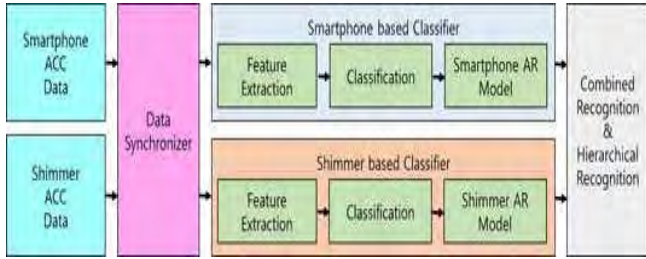 Smartphone
ACC
Data
Shimmer
ACC
Data
Data
Synchronizer
Smartphone based Classifier
Feature
Extraction
Classification
Smartphone AR
Model
Shimmer based Classifier
Feature
Extraction
Classification
Shimmer AR
Model
Combined
Recognition
&
Hierarchical
Recognition